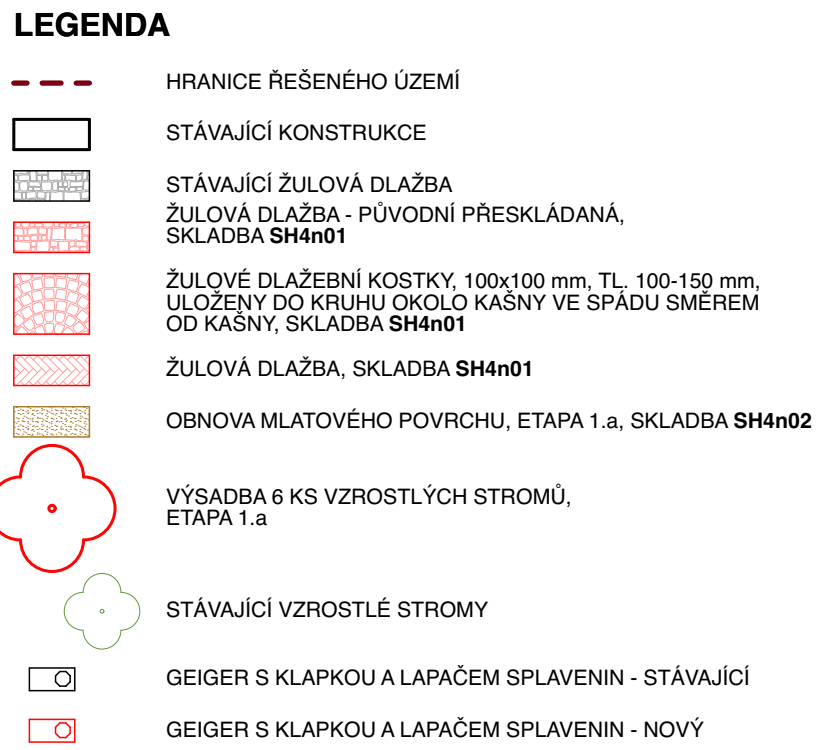 LEGENDA
HRANICE ŘEŠENÉHO ÚZEMÍ
STÁVAJÍCÍ KONSTRUKCE
STÁVAJÍCÍ ŽULOVÁ DLAŽBA
ŽULOVÁ DLAŽBA - PŮVODNÍ PŘESKLÁDANÁ,
SKLADBA SH4n01
ŽULOVÉ DLAŽEBNÍ KOSTKY, 100x100 mm, TL. 100-150 mm,
ULOŽENY DO KRUHU OKOLO KAŠNY VE SPÁDU SMĚREM
OD KAŠNY, SKLADBA SH4n01
ŽULOVÁ DLAŽBA, SKLADBA SH4n01
OBNOVA MLATOVÉHO POVRCHU, ETAPA 1.a, SKLADBA SH4n02
VÝSADBA 6 KS VZROSTLÝCH STROMŮ,
ETAPA 1.a
STÁVAJÍCÍ VZROSTLÉ STROMY
GEIGER S KLAPKOU A LAPAČEM SPLAVENIN - STÁVAJÍCÍ
GEIGER S KLAPKOU A LAPAČEM SPLAVENIN - NOVÝ